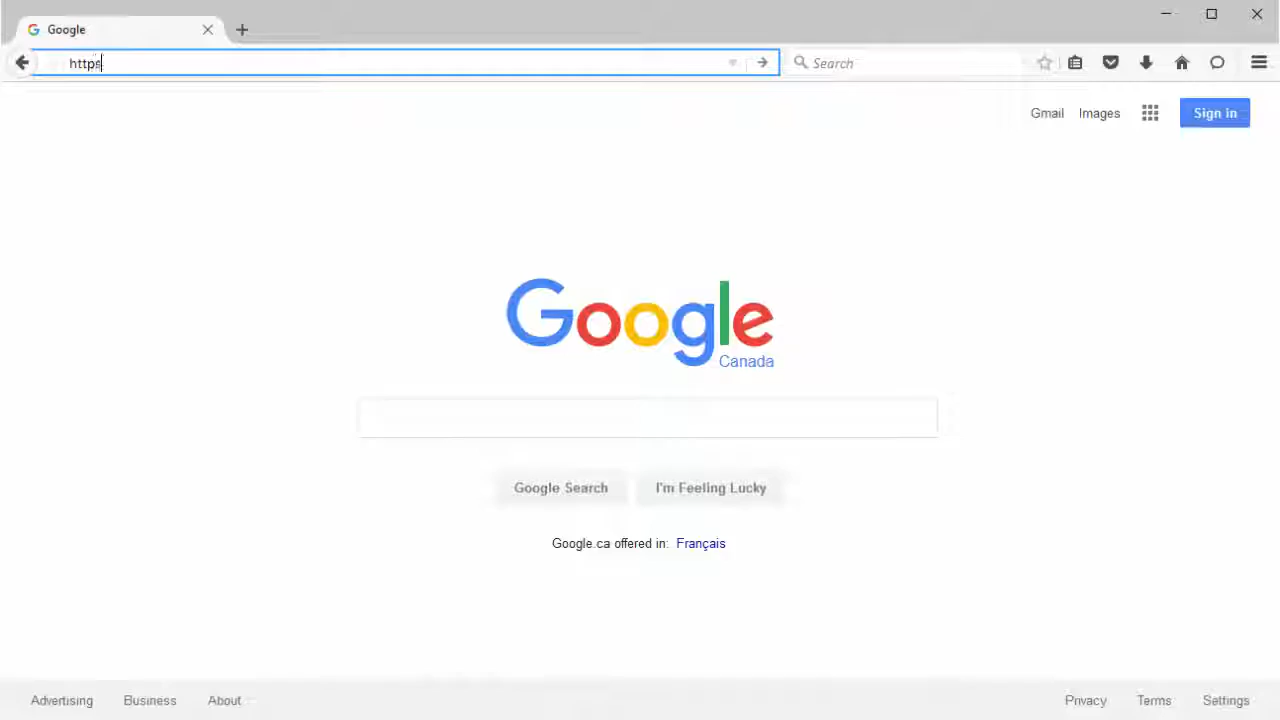 Google
https
Search
Gmail Images Sign in
Google
Canada
Google Search I'm Feeling Lucky
Google.ca offered in: Français
Advertising Business About Privacy Terms Settings